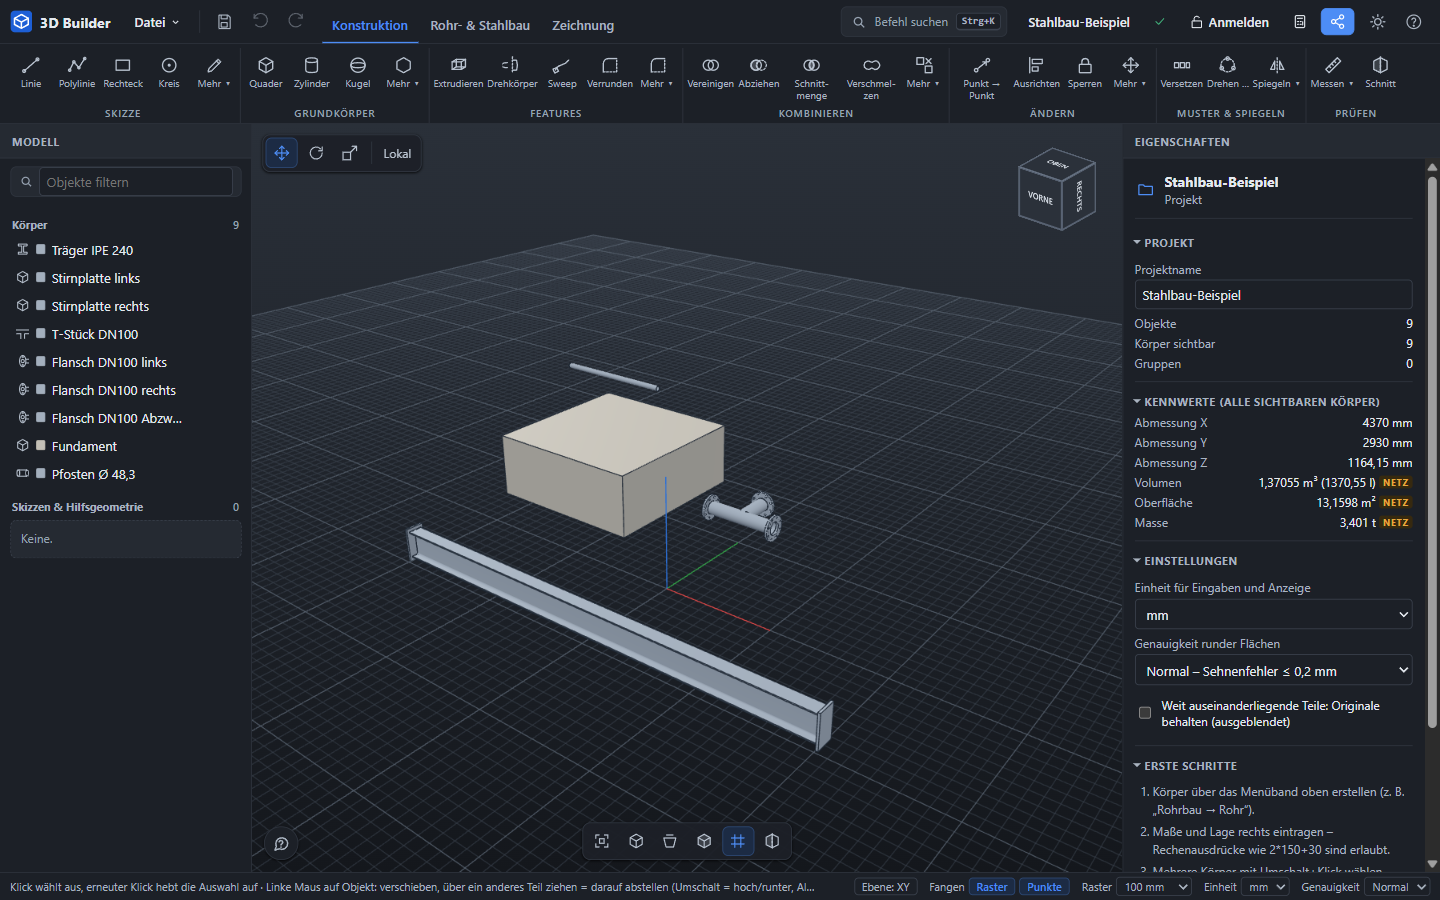 3D Builder
Datei
Konstruktion
Rohr- & Stahlbau
Zeichnung
Befehl suchen Strg+K
Stahlbau-Beispiel
Anmelden
Linie Polylinie Rechteck Kreis Mehr
SKIZZE
Quader Zylinder Kugel Mehr
GRUNDKÖRPER
Extrudieren Drehkörper Sweep Verrunden Mehr
FEATURES
Vereinigen Abziehen Schnitt-
menge
Verschmel-
zen
Mehr
KOMBINIEREN
Punkt →
Punkt
Ausrichten Sperren Mehr
ÄNDERN
Versetzen Drehen ... Spiegeln
MUSTER & SPIEGELN
Messen Schnitt
PRÜFEN
MODELL
Objekte filtern
Körper 9
Träger IPE 240
Stirnplatte links
Stirnplatte rechts
T-Stück DN100
Flansch DN100 links
Flansch DN100 rechts
Flansch DN100 Abzw...
Fundament
Pfosten Ø 48,3
Skizzen & Hilfsgeometrie 0
Keine.
Lokal
OBEN
VORNE
RECHTS
EIGENSCHAFTEN
Stahlbau-Beispiel
Projekt
PROJEKT
Projektname
Stahlbau-Beispiel
Objekte 9
Körper sichtbar 9
Gruppen 0
KENNWERTE (ALLE SICHTBAREN KÖRPER)
Abmessung X 4370 mm
Abmessung Y 2930 mm
Abmessung Z 1164,15 mm
Volumen 1,37055 m³ (1370,55 l) NETZ
Oberfläche 13,1598 m² NETZ
Masse 3,401 t NETZ
EINSTELLUNGEN
Einheit für Eingaben und Anzeige
mm
Genauigkeit runder Flächen
Normal – Sehnenfehler ≤ 0,2 mm
Weit auseinanderliegende Teile: Originale
behalten (ausgeblendet)
ERSTE SCHRITTE
1. Körper über das Menüband oben erstellen (z. B.
„Rohrbau → Rohr“).
2. Maße und Lage rechts eintragen –
Rechenausdrücke wie 2*150+30 sind erlaubt.
3. Mehrere Körper mit Umschalt+Klick wählen
Klick wählt aus, erneuter Klick hebt die Auswahl auf · Linke Maus auf Objekt: verschieben, über ein anderes Teil ziehen = darauf abstellen (Umschalt = hoch/runter, Al...
Ebene: XY
Fangen Raster Punkte
Raster 100 mm
Einheit mm
Genauigkeit Normal